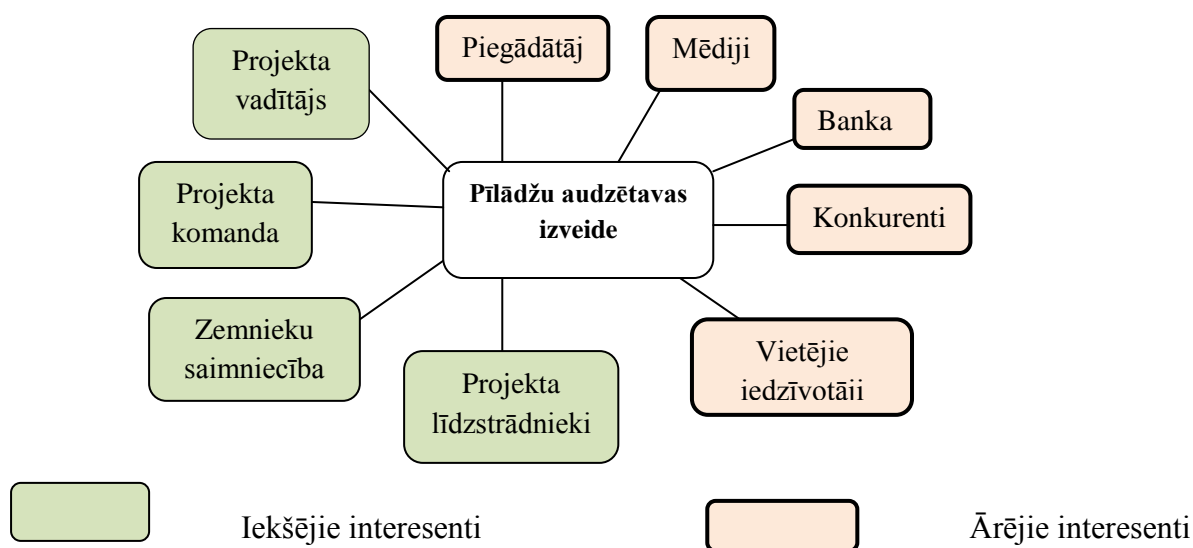 Projekta
vadītājs
Piegādātāj
Mēdiji
Banka
Projekta
komanda
Pīlādžu audzētavas
izveide
Konkurenti
Zemnieku
saimniecība
Projekta
līdzstrādnieki
Vietējie
iedzīvotāji
Iekšējie interesenti
Ārējie interesenti